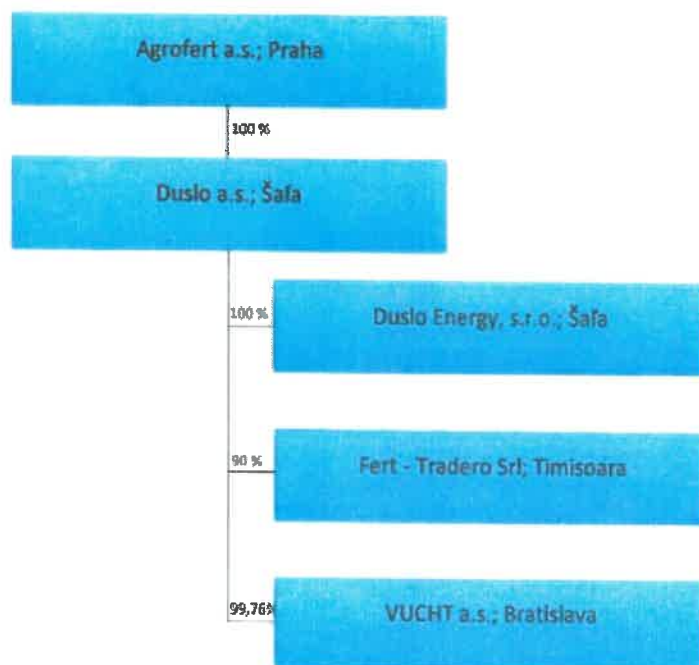 Agrofert a.s.; Praha
100 %
Duslo a.s.; Šaľa
100 %
Duslo Energy, s.r.o.; Šaľa
90 %
Fert - Tradero Srl; Timisoara
99,76%
VUCHT a.s.; Bratislava